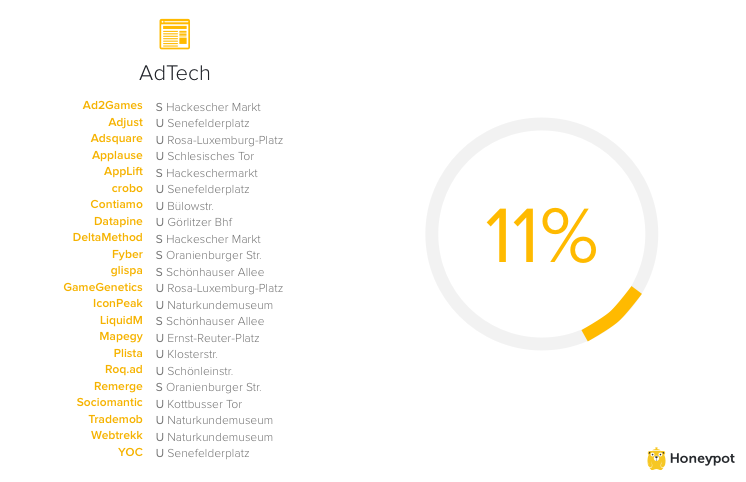 AdTech
Ad2Games S Hackescher Markt
Adjust U Senefelderplatz
Adsquare U Rosa-Luxemburg-Platz
Applause U Schlesisches Tor
AppLift S Hackeschermarkt
crobo U Senefelderplatz
Contiamo U Bülowstr.
Datapine U Görlitzer Bhf
DeltaMethod S Hackescher Markt
Fyber S Oranienburger Str.
glispa S Schönhauser Allee
GameGenetics U Rosa-Luxemburg-Platz
IconPeak U Naturkundemuseum
LiquidM S Schönhauser Allee
Mapegy U Ernst-Reuter-Platz
Plista U Klosterstr.
Roq.ad U Schönleinstr.
Remerge S Oranienburger Str.
Sociomantic U Kottbusser Tor
Trademob U Naturkundemuseum
Webtrekk U Naturkundemuseum
YOC U Senefelderplatz
11%
Honeypot